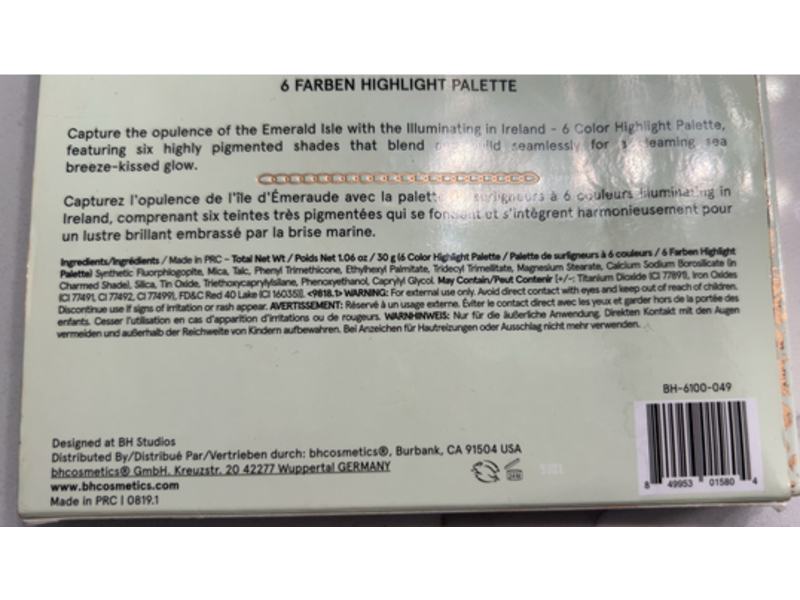 6 FARBEN HIGHLIGHT PALETTE
Capture the opulence of the Emerald Isle with the Illuminating in Ireland - 6 Color Highlight Palette,
featuring six highly pigmented shades that blend seamlessly for sea
breeze-kissed glow.
Capturez l'opulence de l'île d'Émeraude avec la surligneurs à 6 couleurs Illuminating in
Ireland, comprenant six teintes très pigmentées qui se et s'intègrent harmonieusement pour
un lustre brillant embrassé par la brise marine.
Ingredients/Ingrédients / Made in PRC - Total Net Wt / Poids Net 1.06 oz / 30 g (6 Color Highlight Palette / Palette de surligneurs à 6 couleurs / 6 Farben Highlight
Palette) Synthetic Fluorphlogopite, Mica, Talc, Phenyl Trimethicone, Ethylhexyl Palmitate, Tridecyl Trimellitate, Magnesium Stearate, Calcium Sodium Borosilicate (in
Charmed Shade), Silica, Tin Oxide, Triethoxycaprylylsilane, Phenoxyethanol, Caprylyl Glycol. May Contain/Peut Contenir (+/-: Titanium Dioxide (CI 77891), Iron Oxides
(CI 77491, CI 77492, CI 77499), FD&C Red 40 Lake (CI 16035)). <9818.1> WARNING: For external use only. Avoid direct contact with eyes and keep out of reach of children.
Discontinue use if signs of irritation or rash appear. AVERTISSEMENT: Réservé à un usage externe. Éviter le contact direct avec les yeux et garder hors de la portée des
enfants. Cesser l'utilisation en cas d'apparition d'irritations ou de rougeurs. WARNHINWEIS: Nur für die äußerliche Anwendung. Direkten Kontakt mit den Augen
vermeiden und außerhalb der Reichweite von Kindern aufbewahren. Bei Anzeichen für Hautreizungen oder Ausschlag nicht mehr verwenden.
BH-6100-049
Designed at BH Studios
Distributed By/Distribué Par/Vertrieben durch: bhcosmetics®, Burbank, CA 91504 USA
bhcosmetics® GmbH, Kreuzstr. 20 42277 Wuppertal GERMANY
www.bhcosmetics.com
Made in PRC | 0819.1
24M
8 49953 01580 4